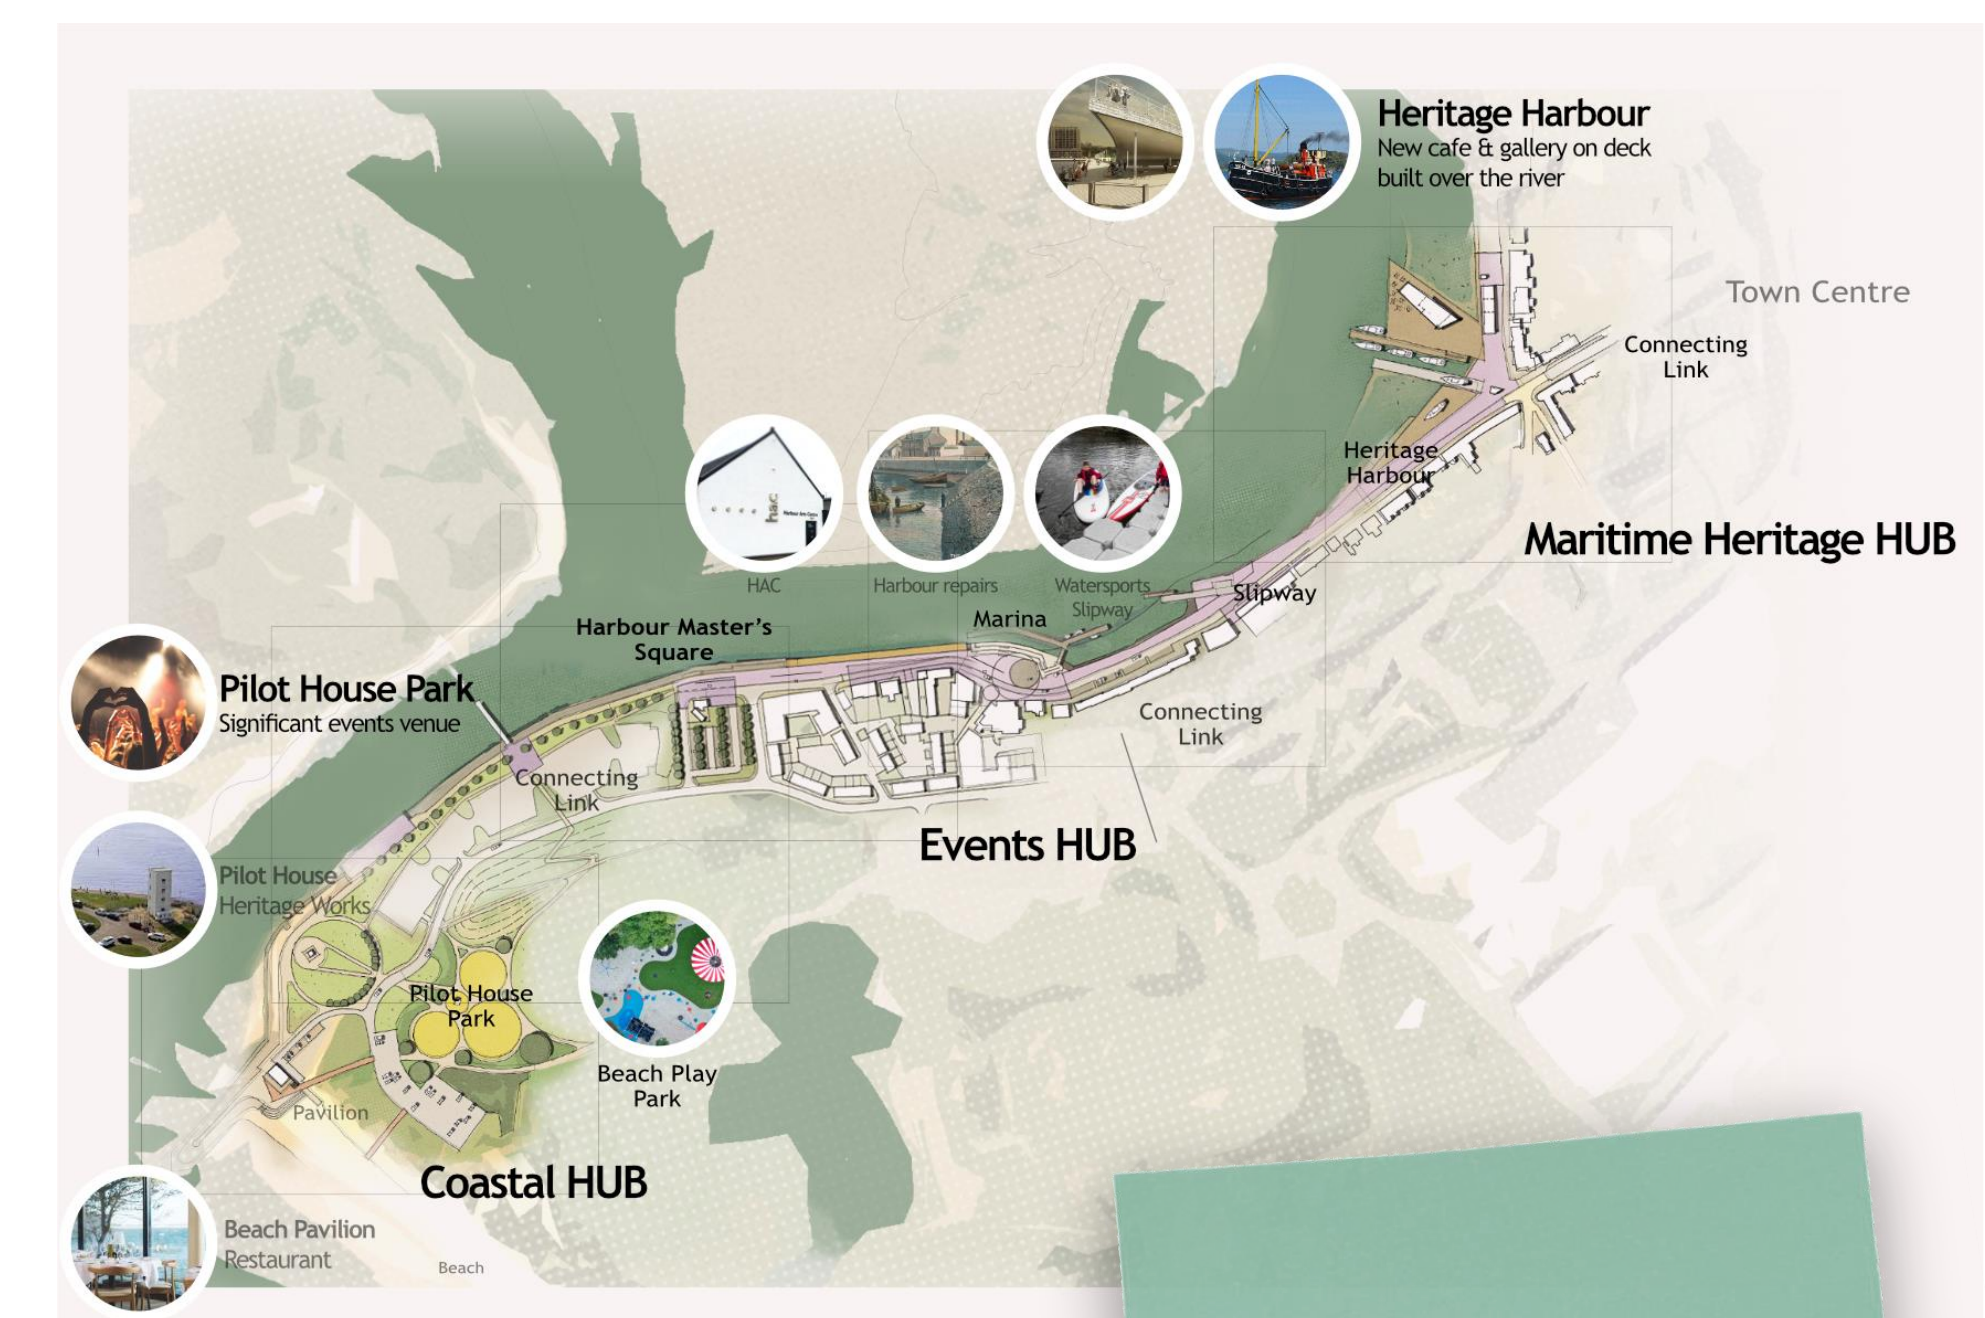 Heritage Harbour
New cafe & gallery on deck
built over the river
Town Centre
Connecting
Link
Heritage
Harbour
Maritime Heritage HUB
hac
HAC
Harbour repairs
Watersports
Slipway
Slipway
Marina
Harbour Master's
Square
Pilot House Park
Significant events venue
Connecting
Link
Connecting
Link
Events HUB
Pilot House
Heritage Works
Pilot House
Park
Beach Play
Park
Pavilion
Coastal HUB
Beach Pavilion
Restaurant
Beach